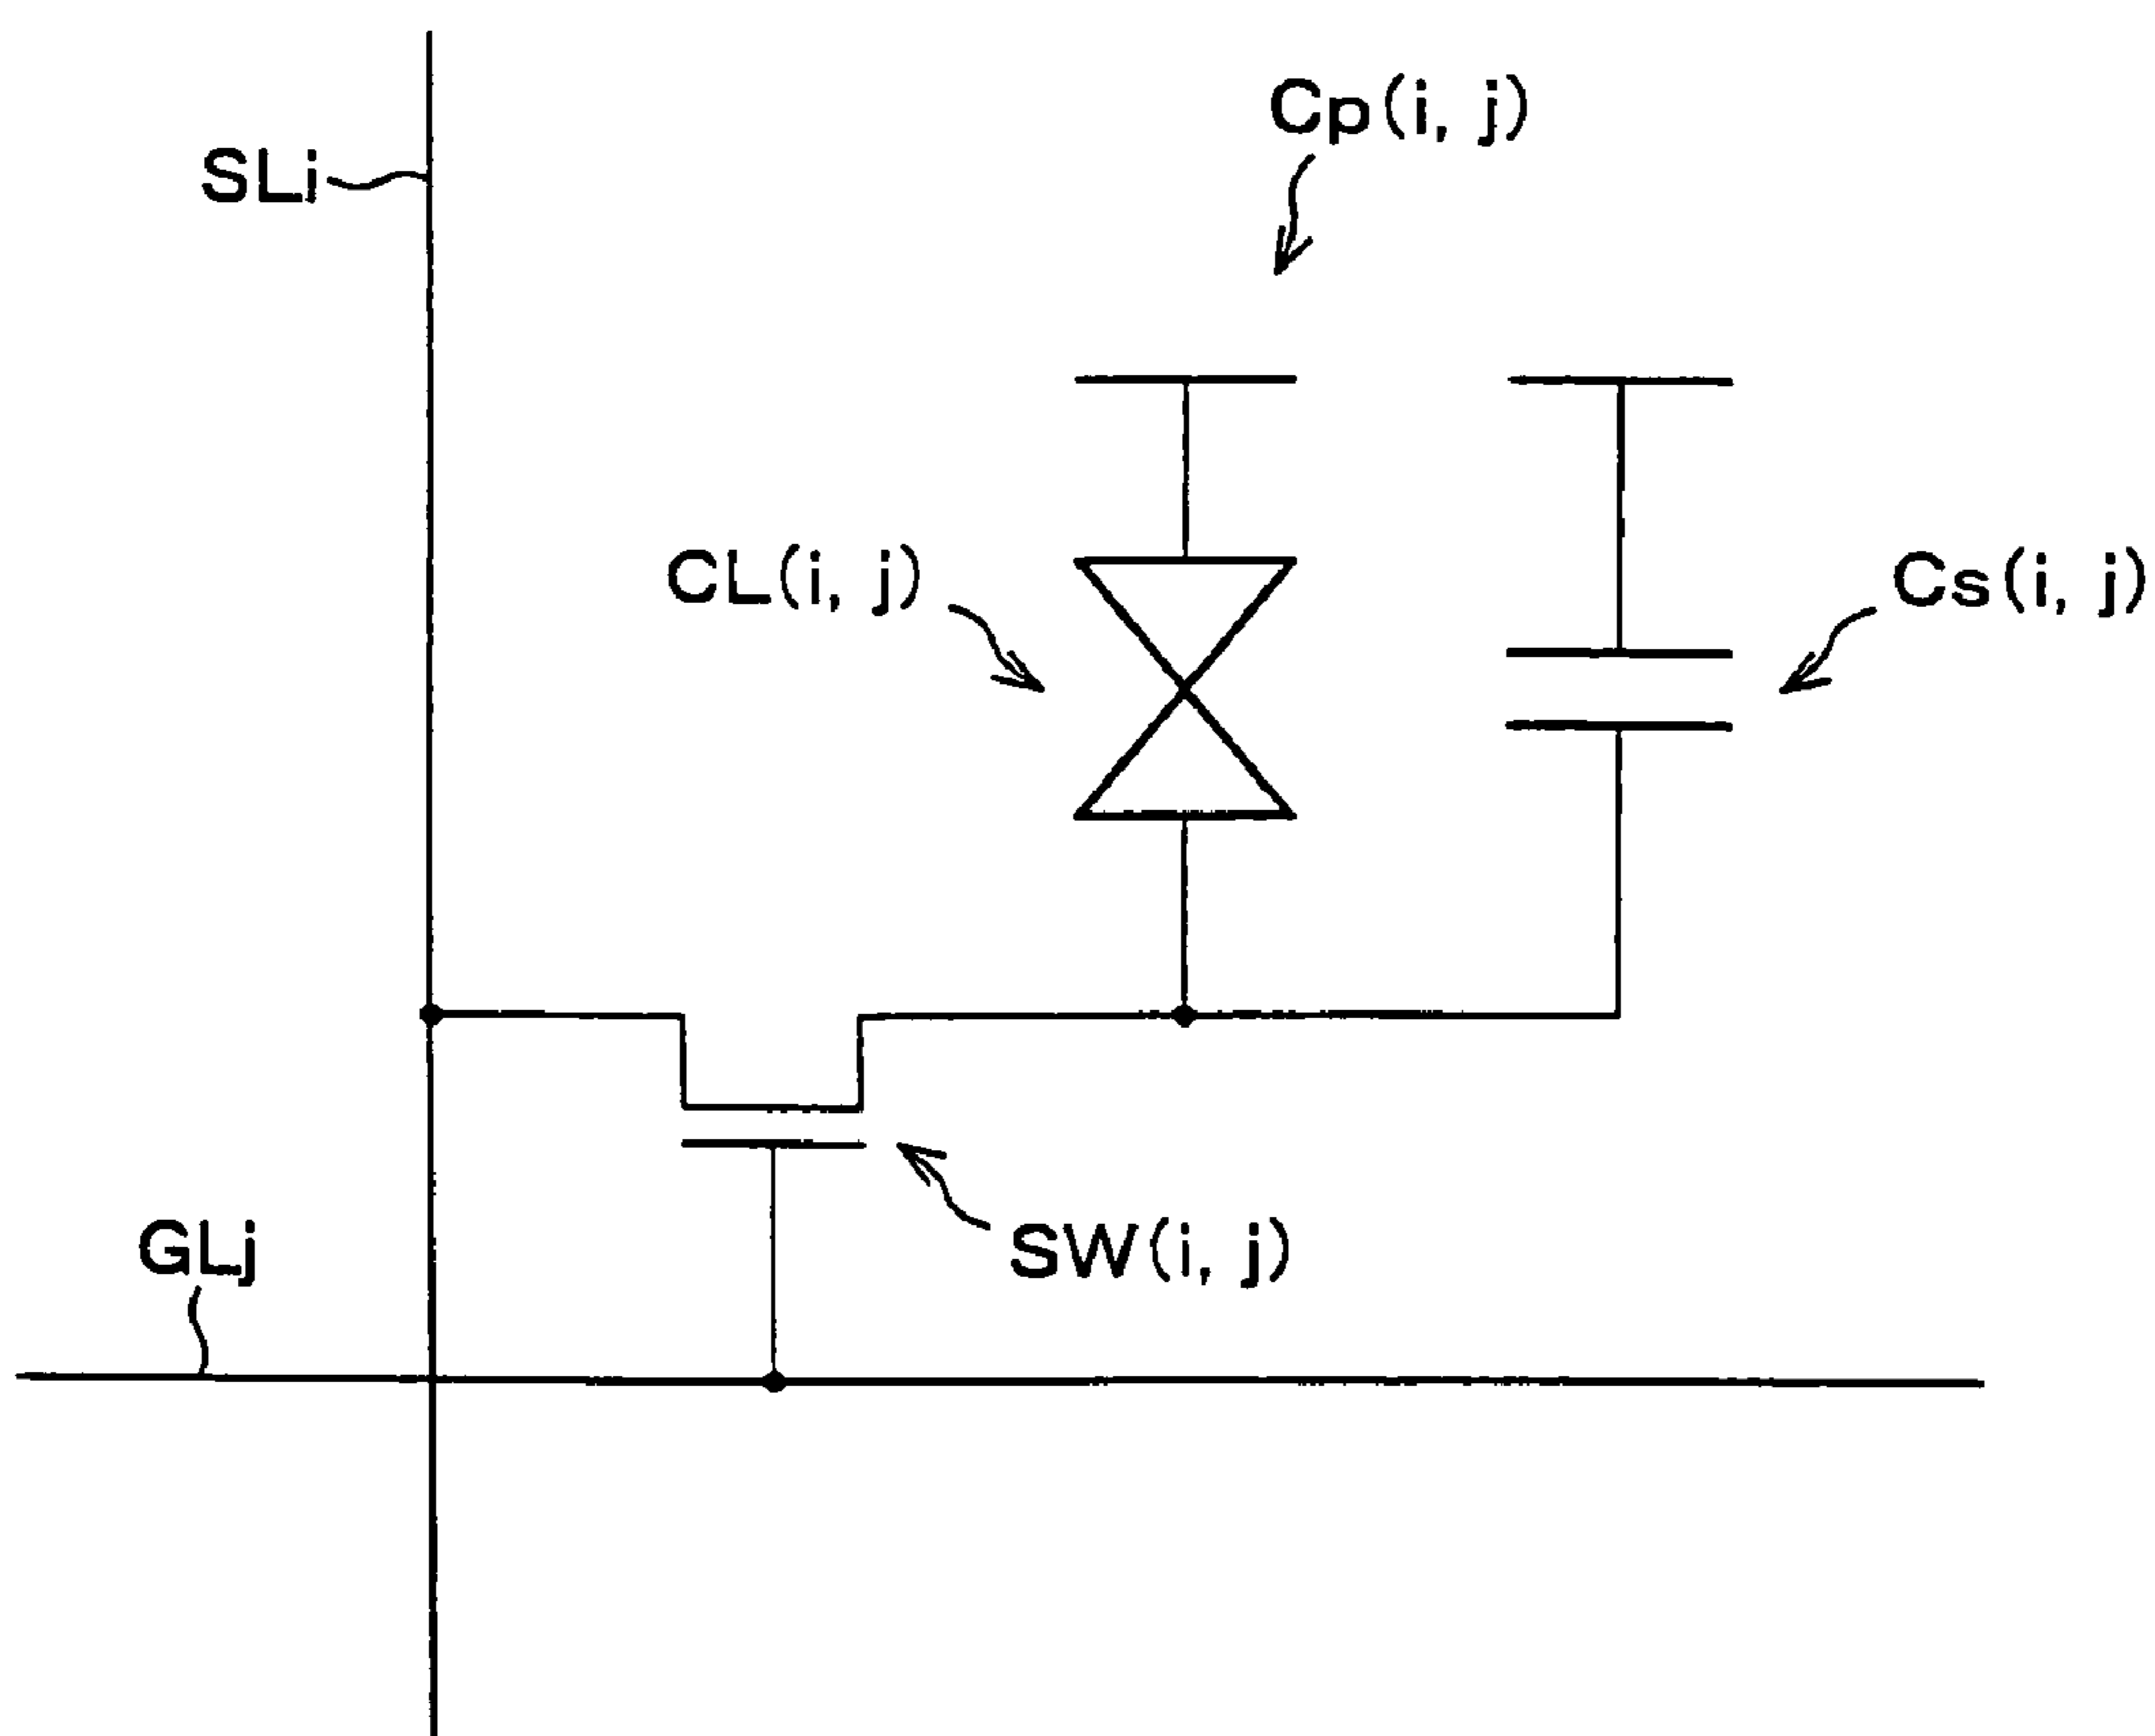 Cp(i, j)
SLi
CL(i, j)
Cs(i, j)
SW(i, j)
GLj